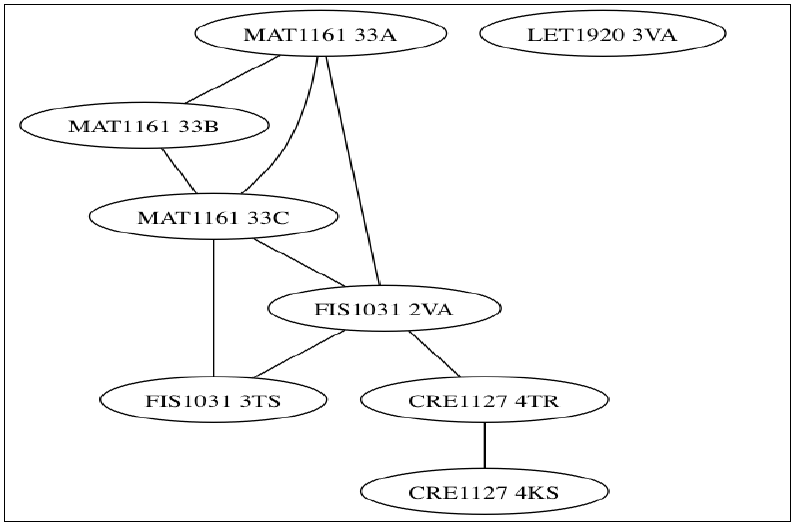 MAT1161 33A
LET1920 3VA
MAT1161 33B
MAT1161 33C
FIS1031 2VA
FIS1031 3TS
CRE1127 4TR
CRE1127 4KS